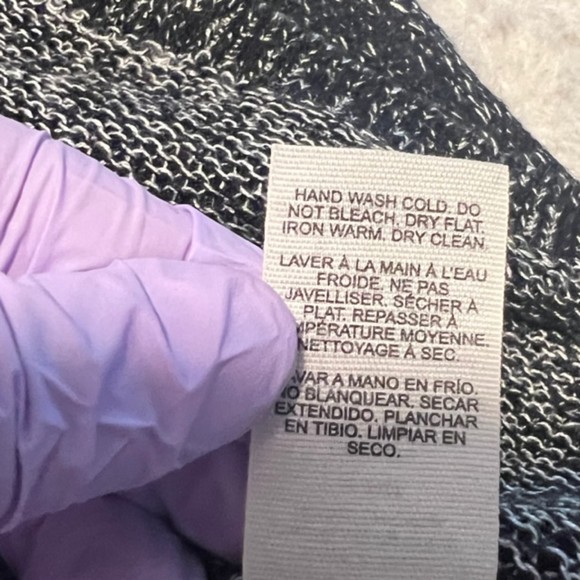 HAND WASH COLD. DO
NOT BLEACH. DRY FLAT.
IRON WARM. DRY CLEAN.
LAVER À LA MAIN À L'EAU
FROIDE. NE PAS
JAVELLISER. SÉCHER À
PLAT. REPASSER À
MPÉRATURE MOYENNE
NETTOYAGE À SEC.
VAR A MANO EN FRÍO.
NO BLANQUEAR. SECAR
EXTENDIDO. PLANCHAR
EN TIBIO. LIMPIAR EN
SECO.